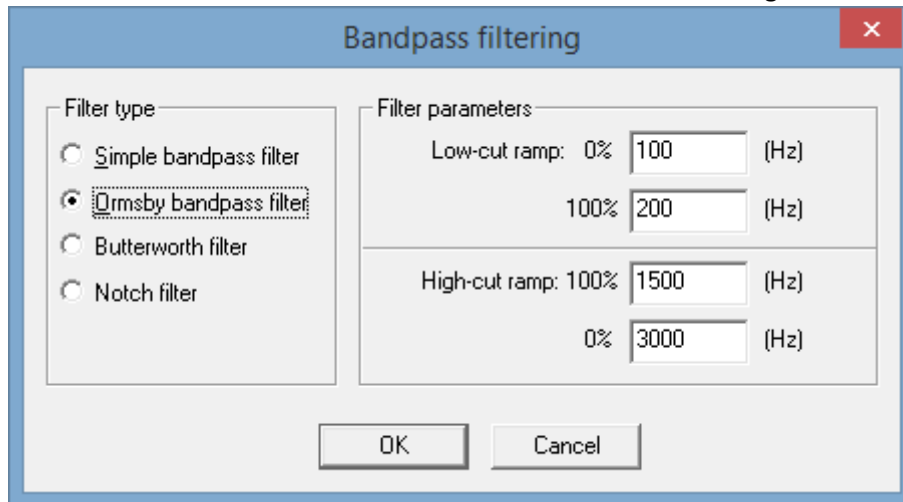 Bandpass filtering
Filter type
Simple bandpass filter
Ormsby bandpass filter
Butterworth filter
Notch filter
Filter parameters
Low-cut ramp: 0% 100 (Hz)
100% 200 (Hz)
High-cut ramp: 100% 1500 (Hz)
0% 3000 (Hz)
OK Cancel